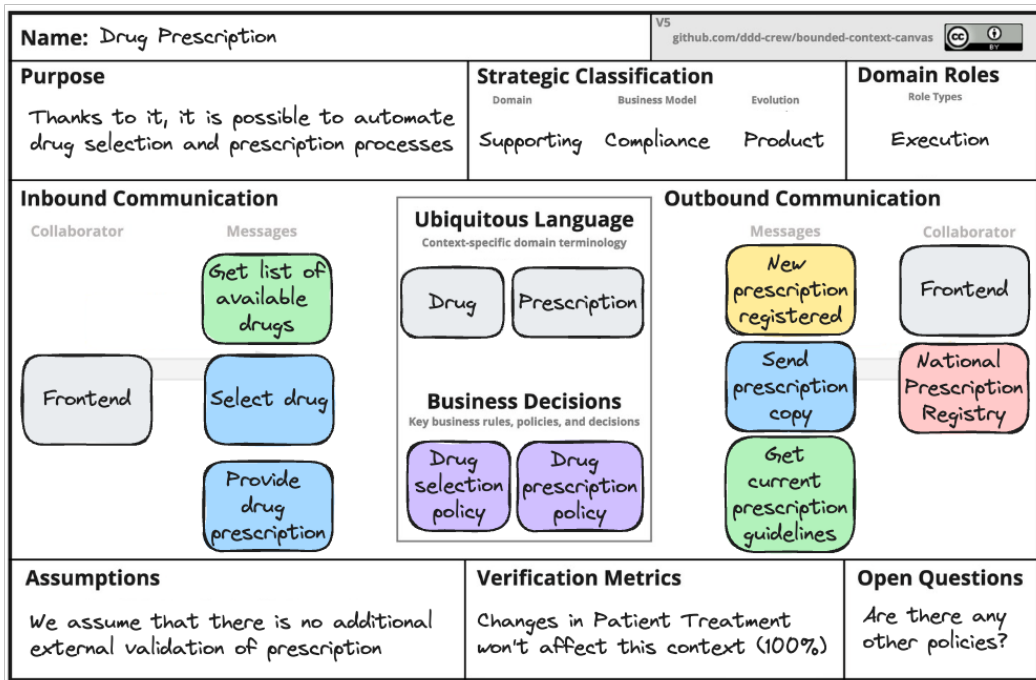 Name: Drug Prescription
V5
github.com/ddd-crew/bounded-context-canvas
cc
BY
Purpose
Thanks to it, it is possible to automate
drug selection and prescription processes
Strategic Classification
Domain
Business Model
Evolution
Supporting
Compliance
Product
Domain Roles
Role Types
Execution
Inbound Communication
Collaborator
Messages
Get list of
available
drugs
Frontend
Select drug
Provide
drug
prescription
Ubiquitous Language
Context-specific domain terminology
Drug
Prescription
Business Decisions
Key business rules, policies, and decisions
Drug
selection
policy
Drug
prescription
policy
Outbound Communication
Messages
Collaborator
New
prescription
registered
Frontend
Send
prescription
copy
National
Prescription
Registry
Get
current
prescription
guidelines
Assumptions
We assume that there is no additional
external validation of prescription
Verification Metrics
Changes in Patient Treatment
won't affect this context (100%)
Open Questions
Are there any
other policies?